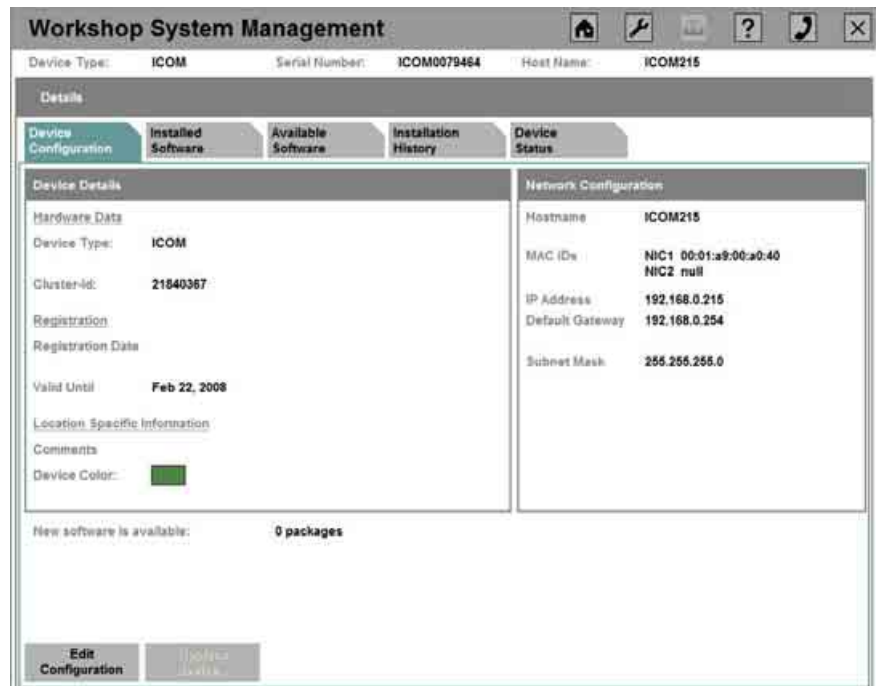 Workshop System Management
?
Device Type: ICOM Serial Number: ICOM0079464 Host Name: ICOM215
Details
Device Configuration
Installed Software
Available Software
Installation History
Device Status
Device Details
Hardware Data
Device Type: ICOM
Cluster-Id: 21840367
Registration
Registration Date
Valid Until Feb 22, 2008
Location Specific Information
Comments
Device Color:
Network Configuration
Hostname ICOM215
MAC IDs NIC1 00:01:a9:00:a0:40
NIC2 null
IP Address 192.168.0.215
Default Gateway 192.168.0.254
Subnet Mask 255.255.255.0
New software is available: 0 packages
Edit
Configuration